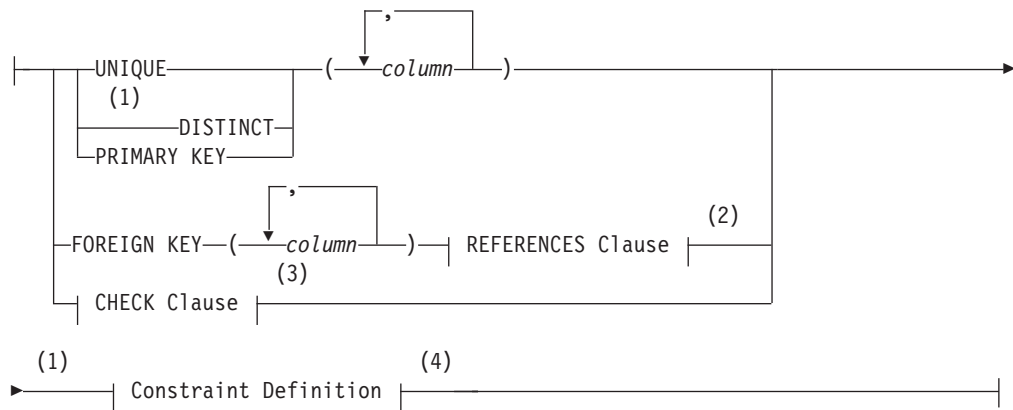 ,
UNIQUE ( column )
(1)
DISTINCT
PRIMARY KEY
,
(2)
FOREIGN KEY ( column ) REFERENCES Clause
(3)
CHECK Clause
(1) (4)
Constraint Definition